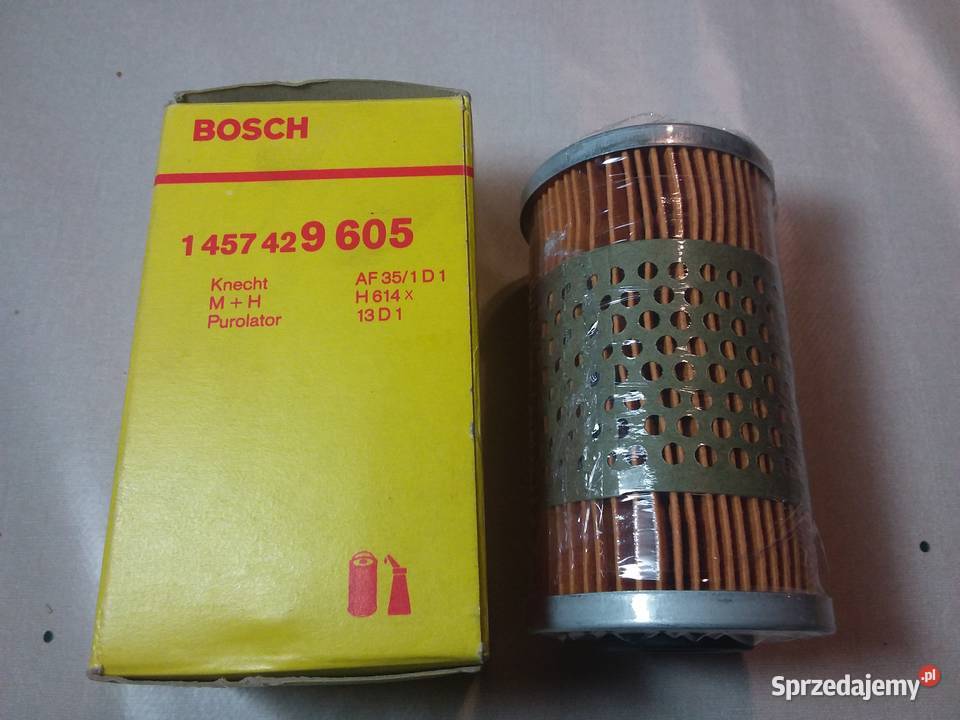 BOSCH
1 457 429 605
Knecht AF 35/1 D 1
M + H H 614 x
Purolator 13 D 1
Sprzedajemy.pl